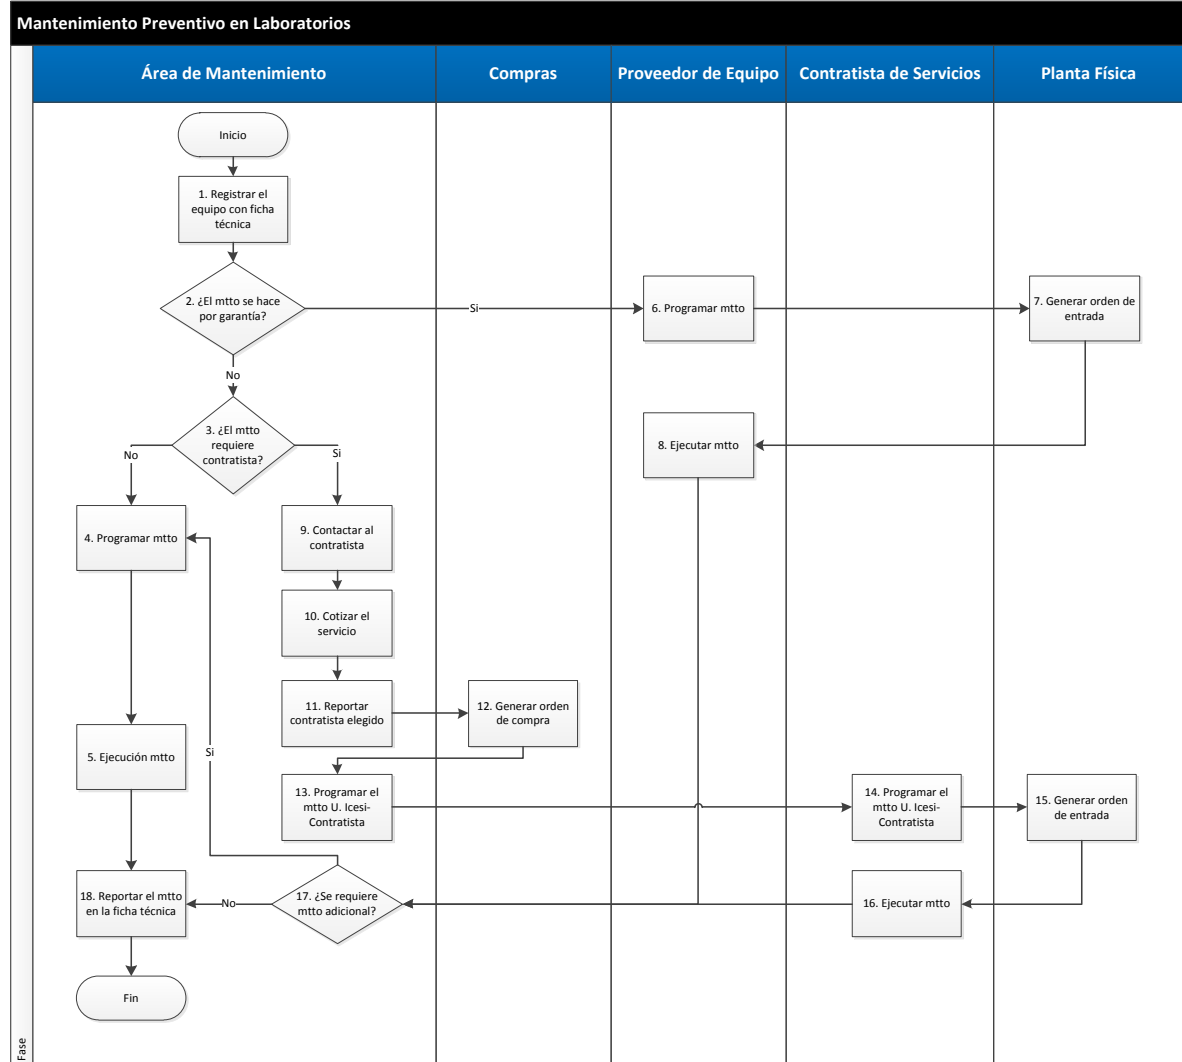 Mantenimiento Preventivo en Laboratorios
Área de Mantenimiento
Compras
Proveedor de Equipo
Contratista de Servicios
Planta Física
Inicio
1. Registrar el
equipo con ficha
técnica
2. ¿El mtto se hace
por garantía?
Si
6. Programar mtto
7. Generar orden de
entrada
No
3. ¿El mtto
requiere
contratista?
No
Si
8. Ejecutar mtto
4. Programar mtto
9. Contactar al
contratista
10. Cotizar el
servicio
11. Reportar
contratista elegido
12. Generar orden
de compra
5. Ejecución mtto
Si
13. Programar el
mtto U. Icesi-
Contratista
14. Programar el
mtto U. Icesi-
Contratista
15. Generar orden
de entrada
18. Reportar el mtto
en la ficha técnica
No
17. ¿Se requiere
mtto adicional?
16. Ejecutar mtto
Fin
Fase